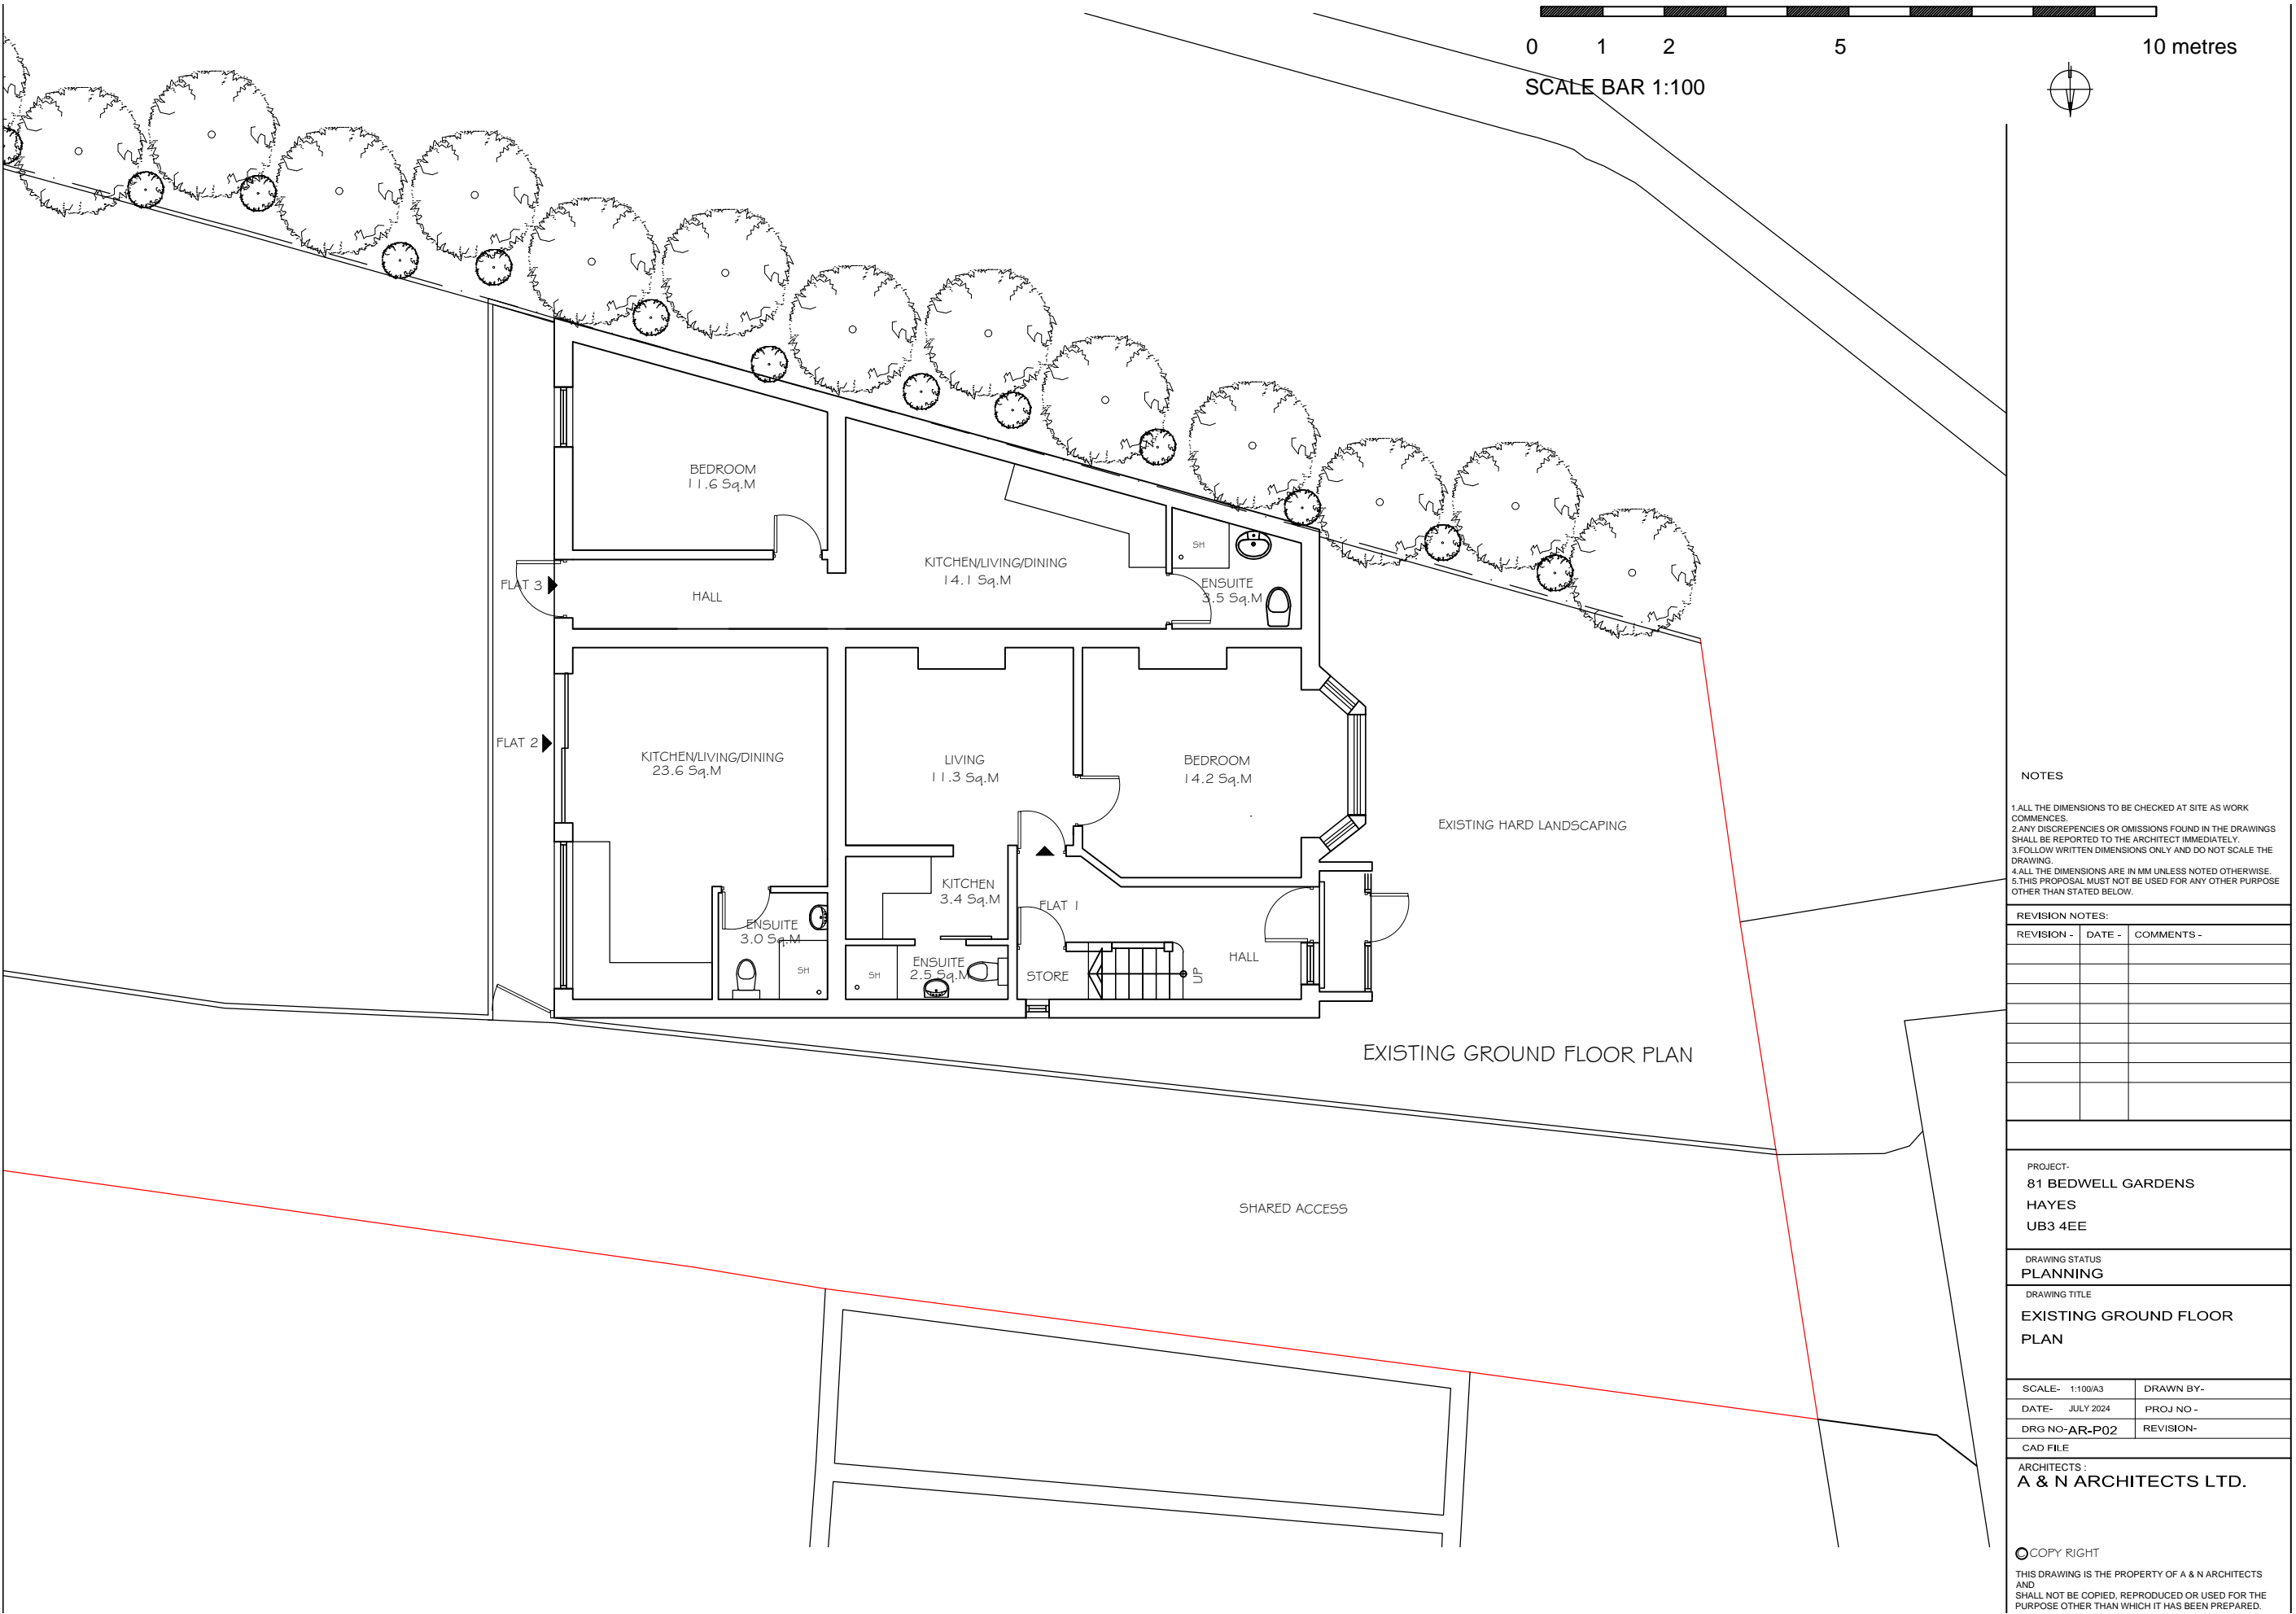 0 1 2 5 10 metres
SCALE BAR 1:100
BEDROOM
11.6 Sq.M
KITCHEN/LIVING/DINING
14.1 Sq.M
SH
ENSUITE
3.5 Sq.M
FLAT 3
HALL
FLAT 2
KITCHEN/LIVING/DINING
23.6 Sq.M
LIVING
11.3 Sq.M
BEDROOM
14.2 Sq.M
EXISTING HARD LANDSCAPING
KITCHEN
3.4 Sq.M
FLAT 1
ENSUITE
3.0 Sq.M
SH
ENSUITE
2.5 Sq.M
SH
STORE
UP
HALL
EXISTING GROUND FLOOR PLAN
SHARED ACCESS
NOTES
1.ALL THE DIMENSIONS TO BE CHECKED AT SITE AS WORK
COMMENCES.
2.ANY DISCREPENCIES OR OMISSIONS FOUND IN THE DRAWINGS
SHALL BE REPORTED TO THE ARCHITECT IMMEDIATELY.
3.FOLLOW WRITTEN DIMENSIONS ONLY AND DO NOT SCALE THE
DRAWING.
4.ALL THE DIMENSIONS ARE IN MM UNLESS NOTED OTHERWISE.
5.THIS PROPOSAL MUST NOT BE USED FOR ANY OTHER PURPOSE
OTHER THAN STATED BELOW.
REVISION NOTES:
REVISION - DATE - COMMENTS -
PROJECT-
81 BEDWELL GARDENS
HAYES
UB3 4EE
DRAWING STATUS
PLANNING
DRAWING TITLE
EXISTING GROUND FLOOR
PLAN
SCALE- 1:100/A3 DRAWN BY-
DATE- JULY 2024 PROJ NO -
DRG NO-AR-P02 REVISION-
CAD FILE
ARCHITECTS :
A & N ARCHITECTS LTD.
©COPY RIGHT
THIS DRAWING IS THE PROPERTY OF A & N ARCHITECTS
AND
SHALL NOT BE COPIED, REPRODUCED OR USED FOR THE
PURPOSE OTHER THAN WHICH IT HAS BEEN PREPARED.